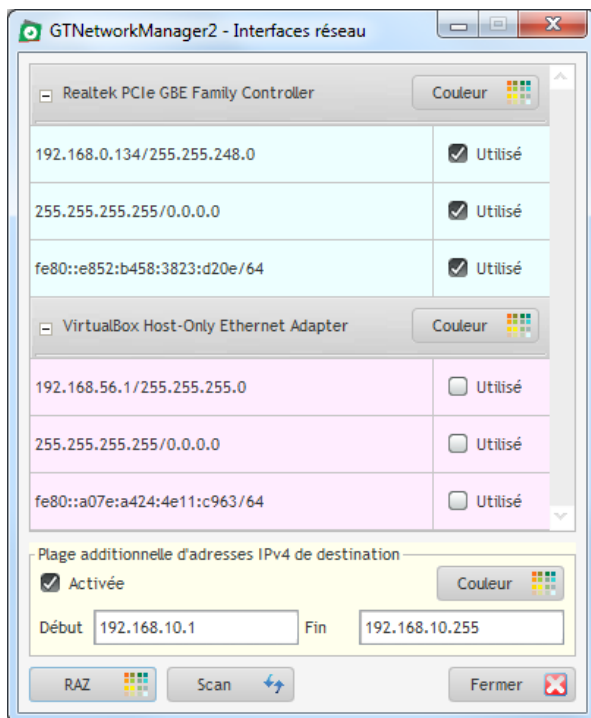 GTNetworkManager2 - Interfaces réseau
Realtek PCIe GBE Family Controller Couleur
192.168.0.134/255.255.248.0 Utilisé
255.255.255.255/0.0.0.0 Utilisé
fe80::e852:b458:3823:d20e/64 Utilisé
VirtualBox Host-Only Ethernet Adapter Couleur
192.168.56.1/255.255.255.0 Utilisé
255.255.255.255/0.0.0.0 Utilisé
fe80::a07e:a424:4e11:c963/64 Utilisé
Plage additionnelle d'adresses IPv4 de destination
Activée Couleur
Début 192.168.10.1 Fin 192.168.10.255
RAZ Scan Fermer